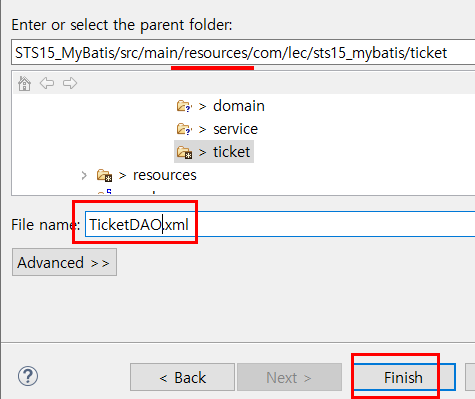 Enter or select the parent folder:
STS15_MyBatis/src/main/resources/com/lec/sts15_mybatis/ticket
> domain
> service
> ticket
> resources
File name: TicketDAO.xml
Advanced >>
? < Back Next > Finish